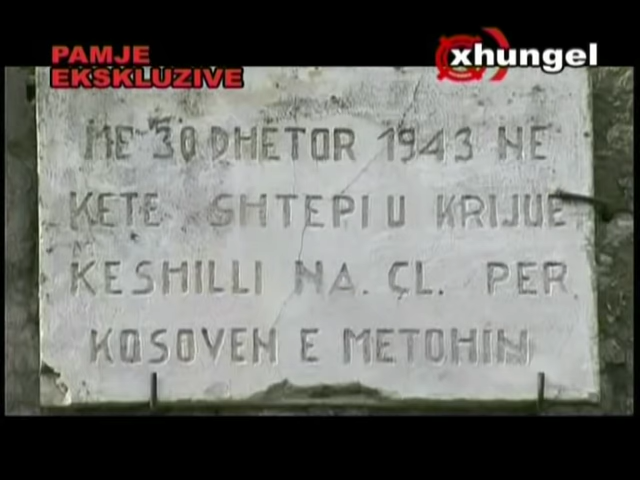 PAMJE
EKSKLUZIVE
xhungel
ME 30 DHETOR 1943 NE
KETE SHTEPI U KRIJUE
KESHILLI NA. ÇL. PER
KOSOVEN E METOHIN